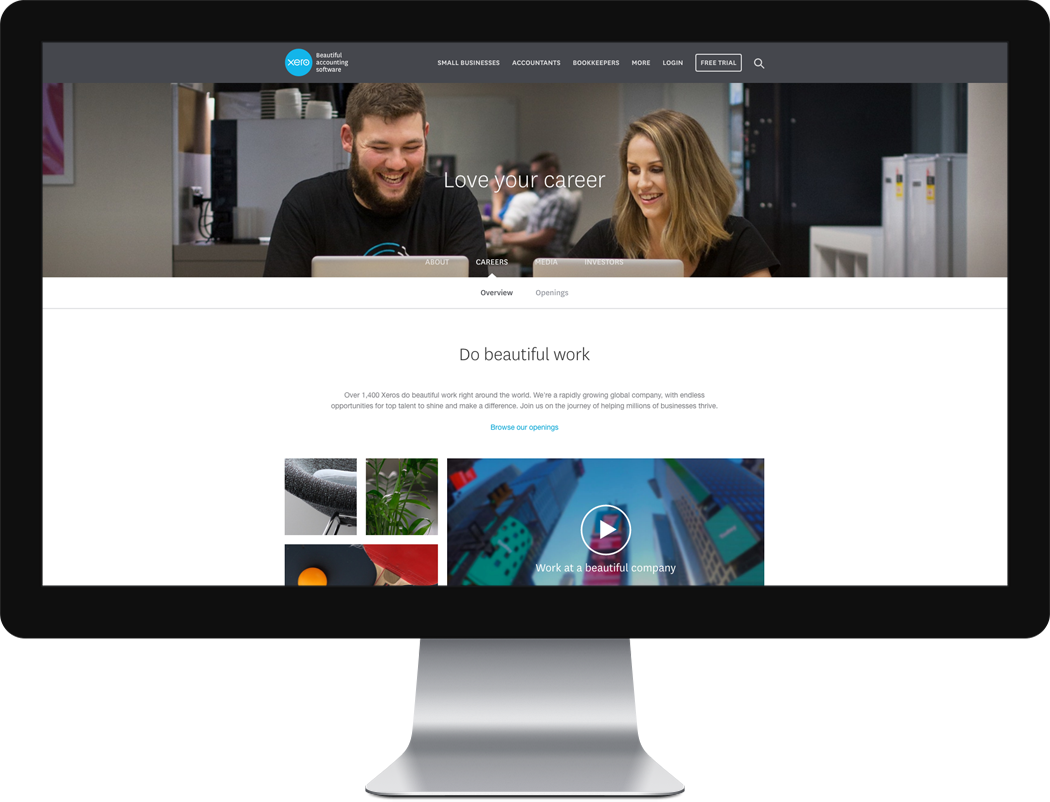 xero
Beautiful
accounting
software
SMALL BUSINESSES ACCOUNTANTS BOOKKEEPERS MORE LOGIN FREE TRIAL
Love your career
ABOUT CAREERS MEDIA INVESTORS
Overview Openings
Do beautiful work
Over 1,400 Xeros do beautiful work right around the world. We're a rapidly growing global company, with endless
opportunities for top talent to shine and make a difference. Join us on the journey of helping millions of businesses thrive.
Browse our openings
Work at a beautiful company